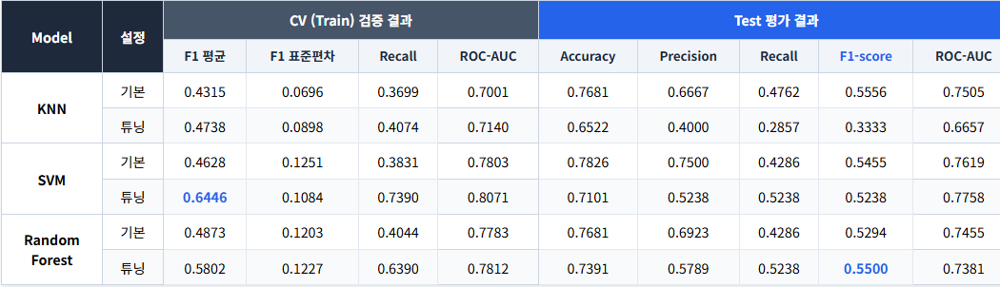 Model 설정 CV (Train) 검증 결과 Test 평가 결과
F1 평균 F1 표준편차 Recall ROC-AUC Accuracy Precision Recall F1-score ROC-AUC
KNN 기본 0.4315 0.0696 0.3699 0.7001 0.7681 0.6667 0.4762 0.5556 0.7505
튜닝 0.4738 0.0898 0.4074 0.7140 0.6522 0.4000 0.2857 0.3333 0.6657
SVM 기본 0.4628 0.1251 0.3831 0.7803 0.7826 0.7500 0.4286 0.5455 0.7619
튜닝 0.6446 0.1084 0.7390 0.8071 0.7101 0.5238 0.5238 0.5238 0.7758
Random Forest 기본 0.4873 0.1203 0.4044 0.7783 0.7681 0.6923 0.4286 0.5294 0.7455
튜닝 0.5802 0.1227 0.6390 0.7812 0.7391 0.5789 0.5238 0.5500 0.7381